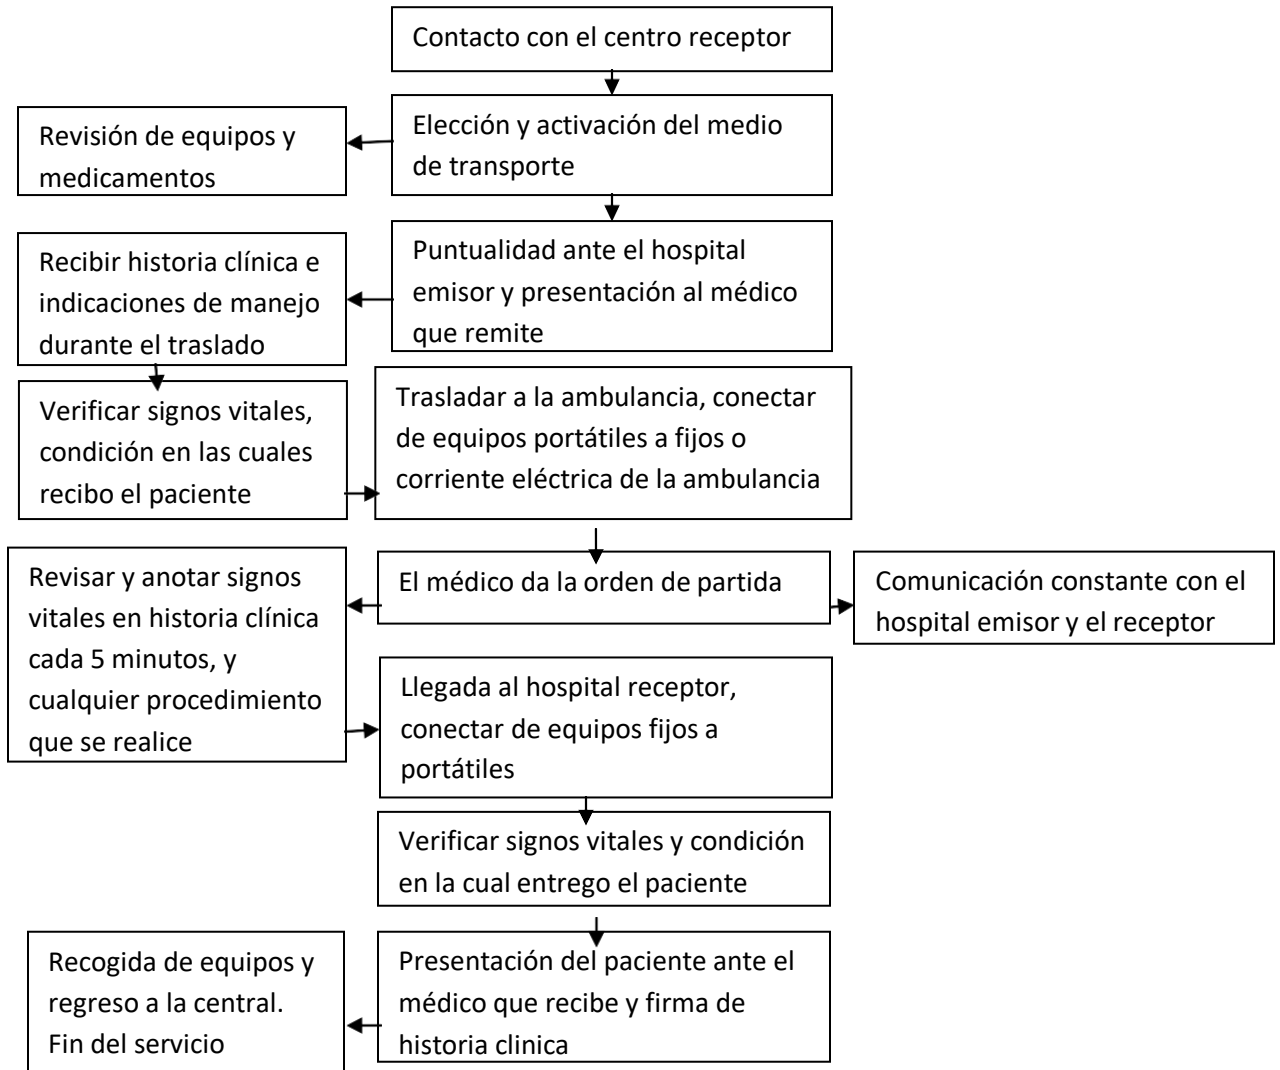 Contacto con el centro receptor
Elección y activación del medio
de transporte
Revisión de equipos y
medicamentos
Puntualidad ante el hospital
emisor y presentación al médico
que remite
Recibir historia clínica e
indicaciones de manejo
durante el traslado
Verificar signos vitales,
condición en las cuales
recibo el paciente
Trasladar a la ambulancia, conectar
de equipos portátiles a fijos o
corriente eléctrica de la ambulancia
El médico da la orden de partida
Comunicación constante con el
hospital emisor y el receptor
Revisar y anotar signos
vitales en historia clínica
cada 5 minutos, y
cualquier procedimiento
que se realice
Llegada al hospital receptor,
conectar de equipos fijos a
portátiles
Verificar signos vitales y condición
en la cual entrego el paciente
Presentación del paciente ante el
médico que recibe y firma de
historia clinica
Recogida de equipos y
regreso a la central.
Fin del servicio